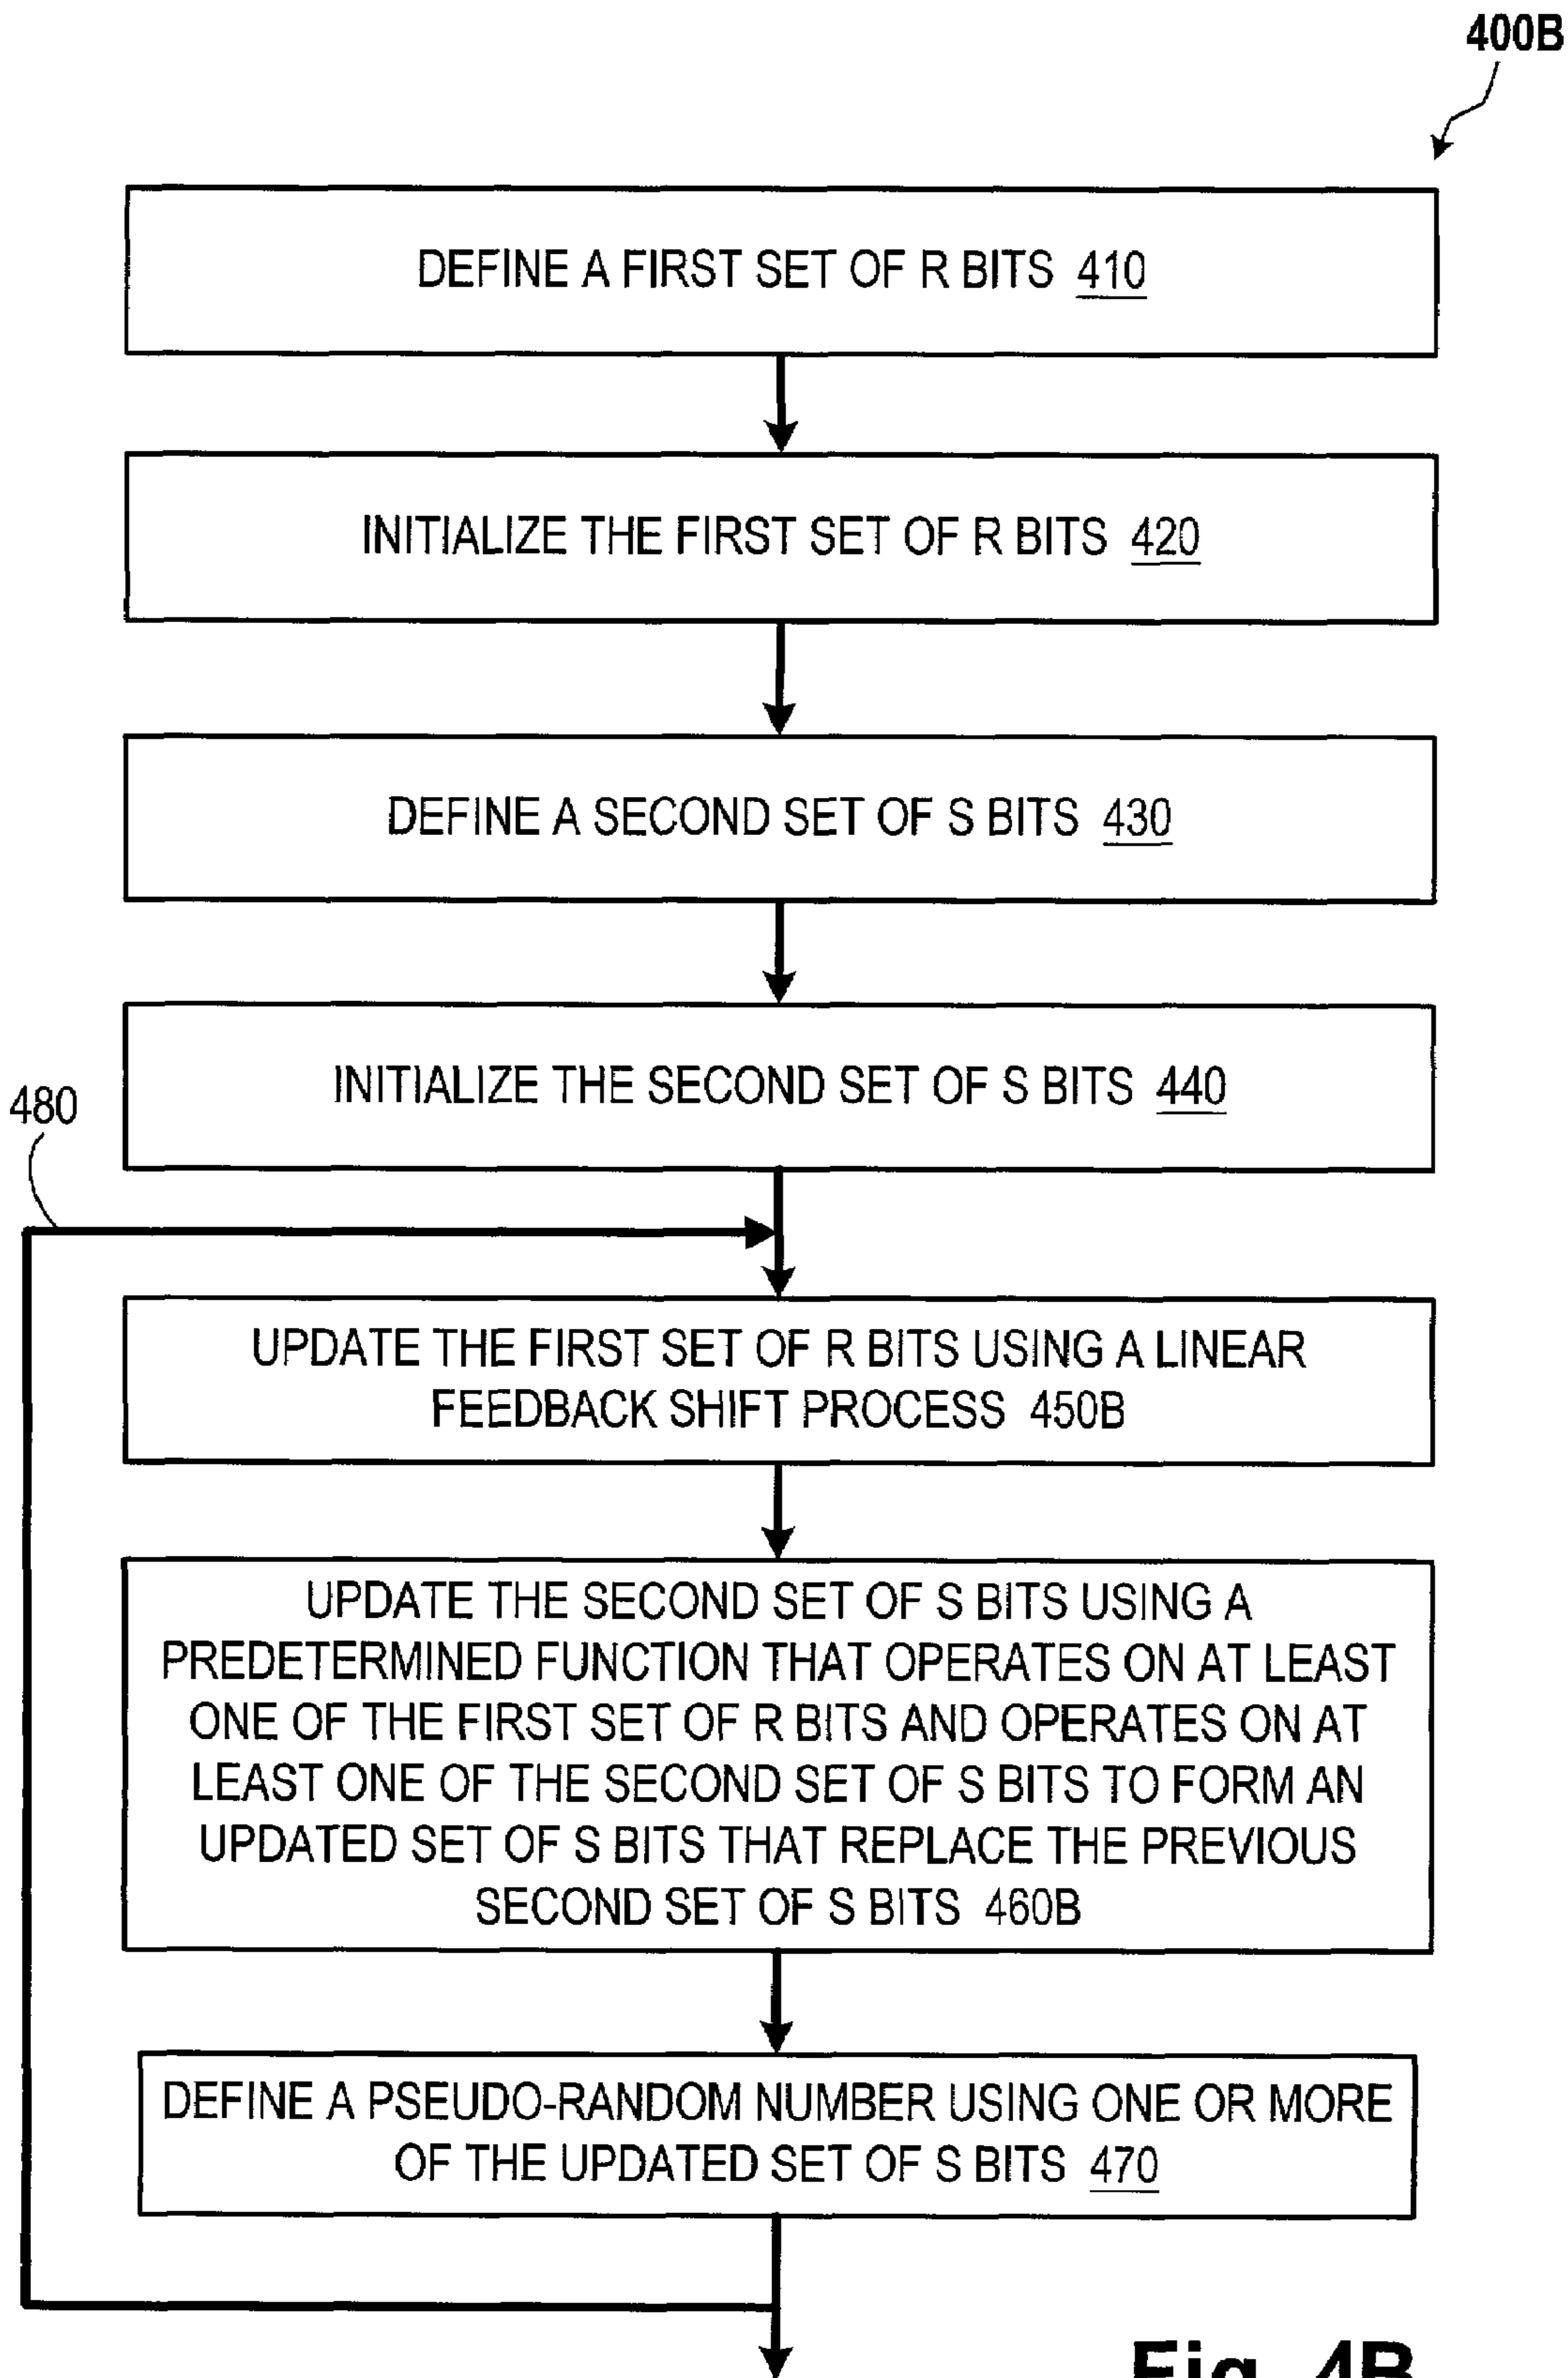 400B
DEFINE A FIRST SET OF R BITS 410
INITIALIZE THE FIRST SET OF R BITS 420
DEFINE A SECOND SET OF S BITS 430
INITIALIZE THE SECOND SET OF S BITS 440
480
UPDATE THE FIRST SET OF R BITS USING A LINEAR
FEEDBACK SHIFT PROCESS 450B
UPDATE THE SECOND SET OF S BITS USING A
PREDETERMINED FUNCTION THAT OPERATES ON AT LEAST
ONE OF THE FIRST SET OF R BITS AND OPERATES ON AT
LEAST ONE OF THE SECOND SET OF S BITS TO FORM AN
UPDATED SET OF S BITS THAT REPLACE THE PREVIOUS
SECOND SET OF S BITS 460B
DEFINE A PSEUDO-RANDOM NUMBER USING ONE OR MORE
OF THE UPDATED SET OF S BITS 470
Fig. 4B